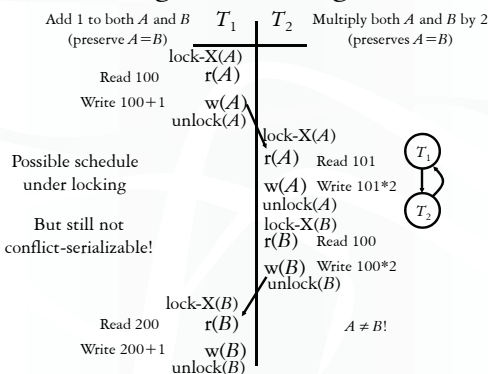 Add 1 to both A and B T₁ T₂ Multiply both A and B by 2
(preserve A=B) (preserves A=B)
lock-X(A)
Read 100 r(A)
Write 100+1 w(A)
unlock(A)
lock-X(A)
r(A) Read 101
w(A) Write 101*2
unlock(A)
Possible schedule
under locking
But still not
conflict-serializable!
T₁
T₂
lock-X(B)
r(B) Read 100
w(B) Write 100*2
unlock(B)
lock-X(B)
Read 200 r(B)
Write 200+1 w(B)
unlock(B)
A ≠ B!